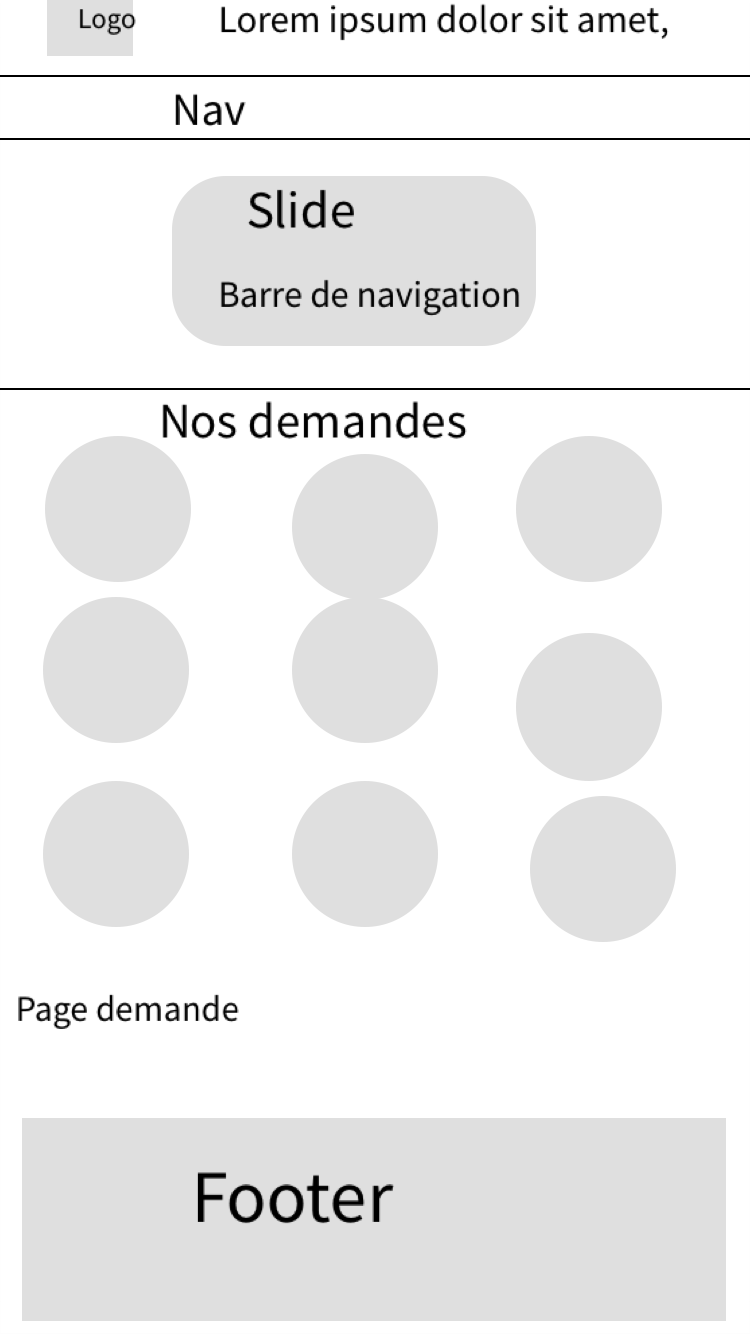 Logo
Lorem ipsum dolor sit amet,
Nav
Slide
Barre de navigation
Nos demandes
Page demande
Footer